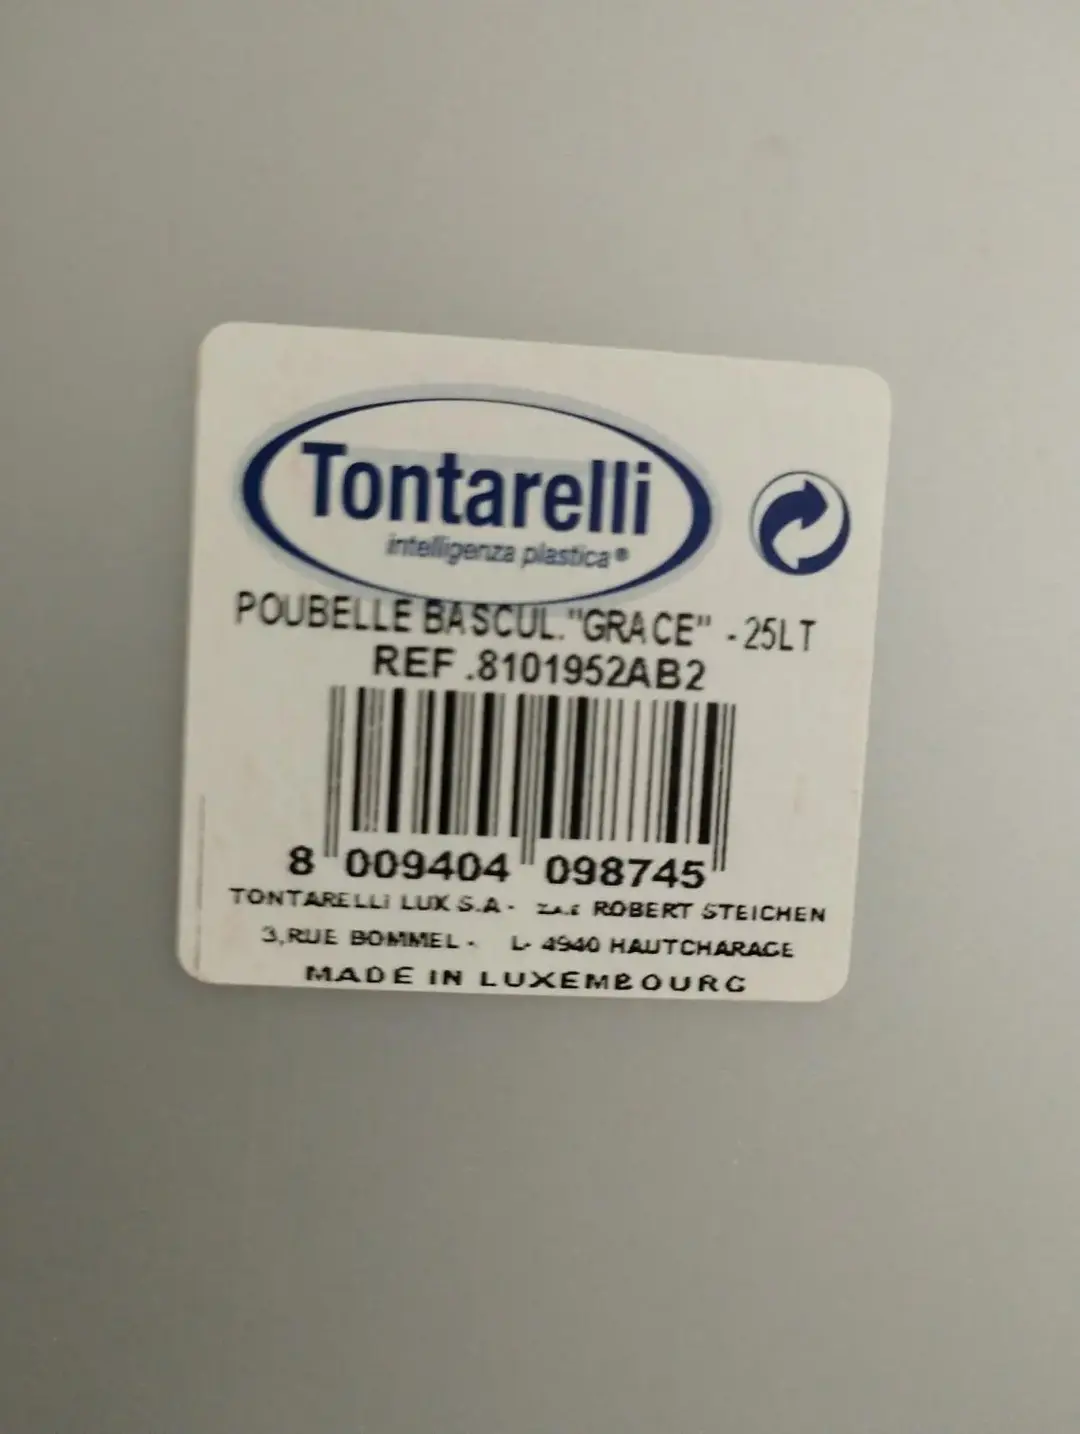 Tontarelli
intelligenza plastica®
POUBELLE BASCUL. "GRACE" - 25LT
REF .8101952AB2
8 009404 098745
TONTARELLI LUX S.A - Z.A.E ROBERT STEICHEN
3, RUE BOMMEL - L- 4940 HAUTCHARAGE
MADE IN LUXEMBOURG